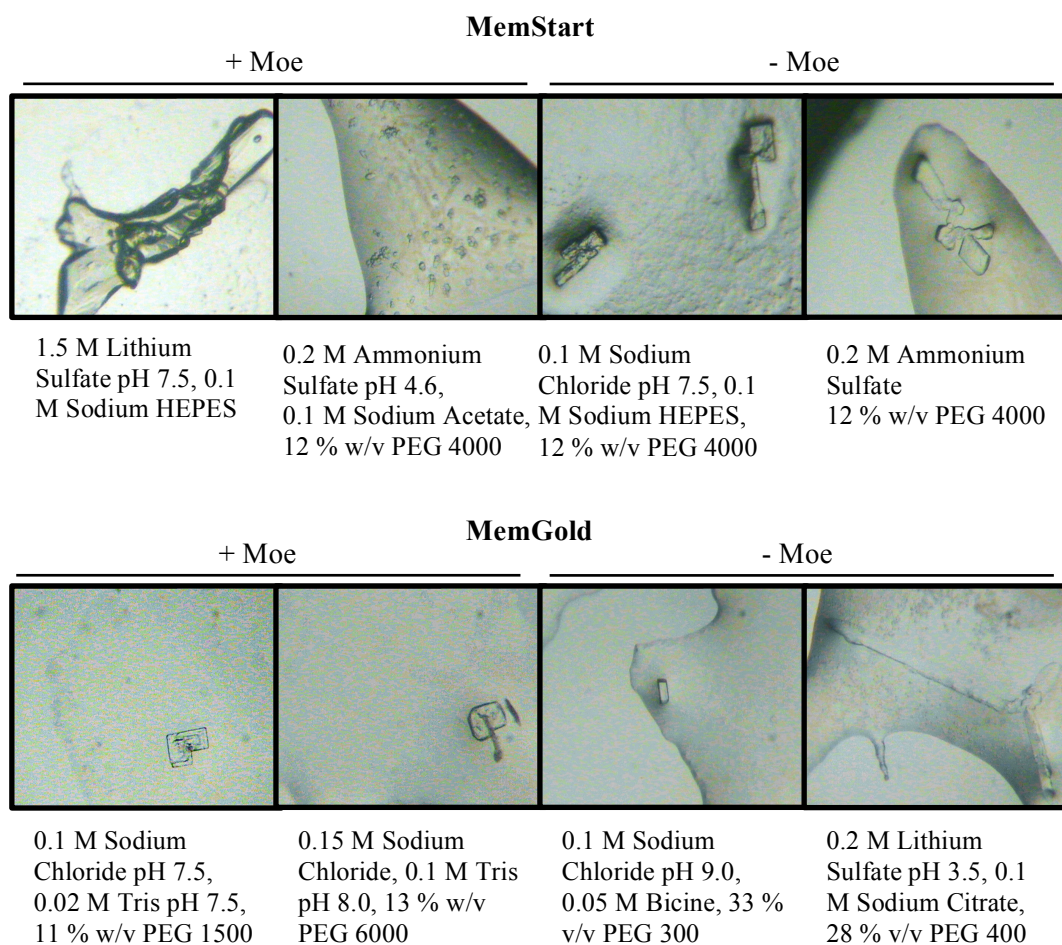 MemStart
+ Moe
- Moe
1.5 M Lithium
Sulfate pH 7.5, 0.1
M Sodium HEPES
0.2 M Ammonium
Sulfate pH 4.6,
0.1 M Sodium Acetate,
12 % w/v PEG 4000
0.1 M Sodium
Chloride pH 7.5, 0.1
M Sodium HEPES,
12 % w/v PEG 4000
0.2 M Ammonium
Sulfate
12 % w/v PEG 4000
MemGold
+ Moe
- Moe
0.1 M Sodium
Chloride pH 7.5,
0.02 M Tris pH 7.5,
11 % w/v PEG 1500
0.15 M Sodium
Chloride, 0.1 M Tris
pH 8.0, 13 % w/v
PEG 6000
0.1 M Sodium
Chloride pH 9.0,
0.05 M Bicine, 33 %
v/v PEG 300
0.2 M Lithium
Sulfate pH 3.5, 0.1
M Sodium Citrate,
28 % v/v PEG 400